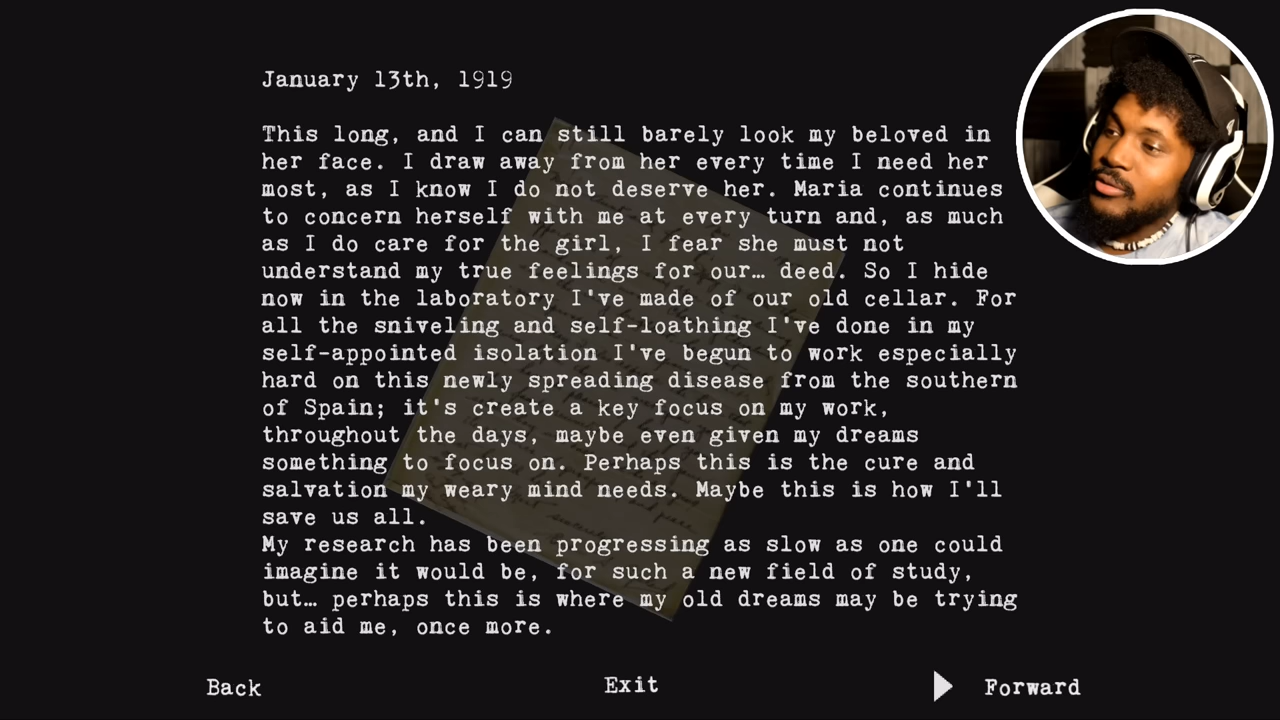 January 13th, 1919
This long, and I can still barely look my beloved in
her face. I draw away from her every time I need her
most, as I know I do not deserve her. Maria continues
to concern herself with me at every turn and, as much
as I do care for the girl, I fear she must not
understand my true feelings for our… deed. So I hide
now in the laboratory I've made of our old cellar. For
all the sniveling and self-loathing I've done in my
self-appointed isolation I've begun to work especially
hard on this newly spreading disease from the southern
of Spain; it's create a key focus on my work,
throughout the days, maybe even given my dreams
something to focus on. Perhaps this is the cure and
salvation my weary mind needs. Maybe this is how I'll
save us all.
My research has been progressing as slow as one could
imagine it would be, for such a new field of study,
but… perhaps this is where my old dreams may be trying
to aid me, once more.
Back Exit Forward